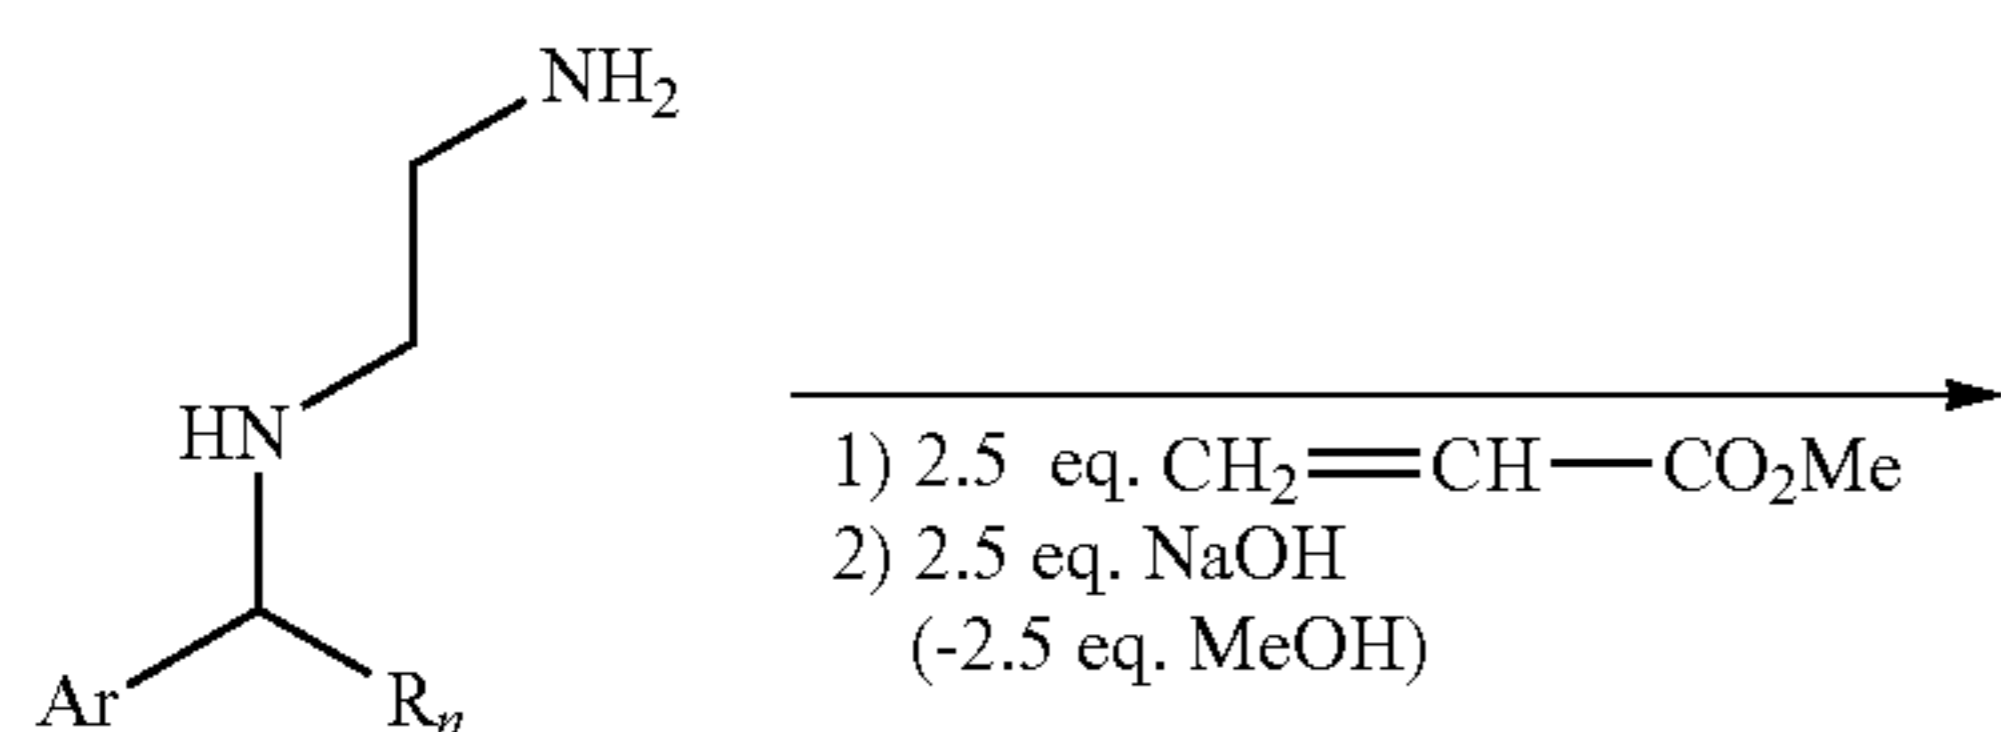 NH₂
HN
1) 2.5 eq. CH₂=CH—CO₂Me
2) 2.5 eq. NaOH
(-2.5 eq. MeOH)
Ar
Rₙ